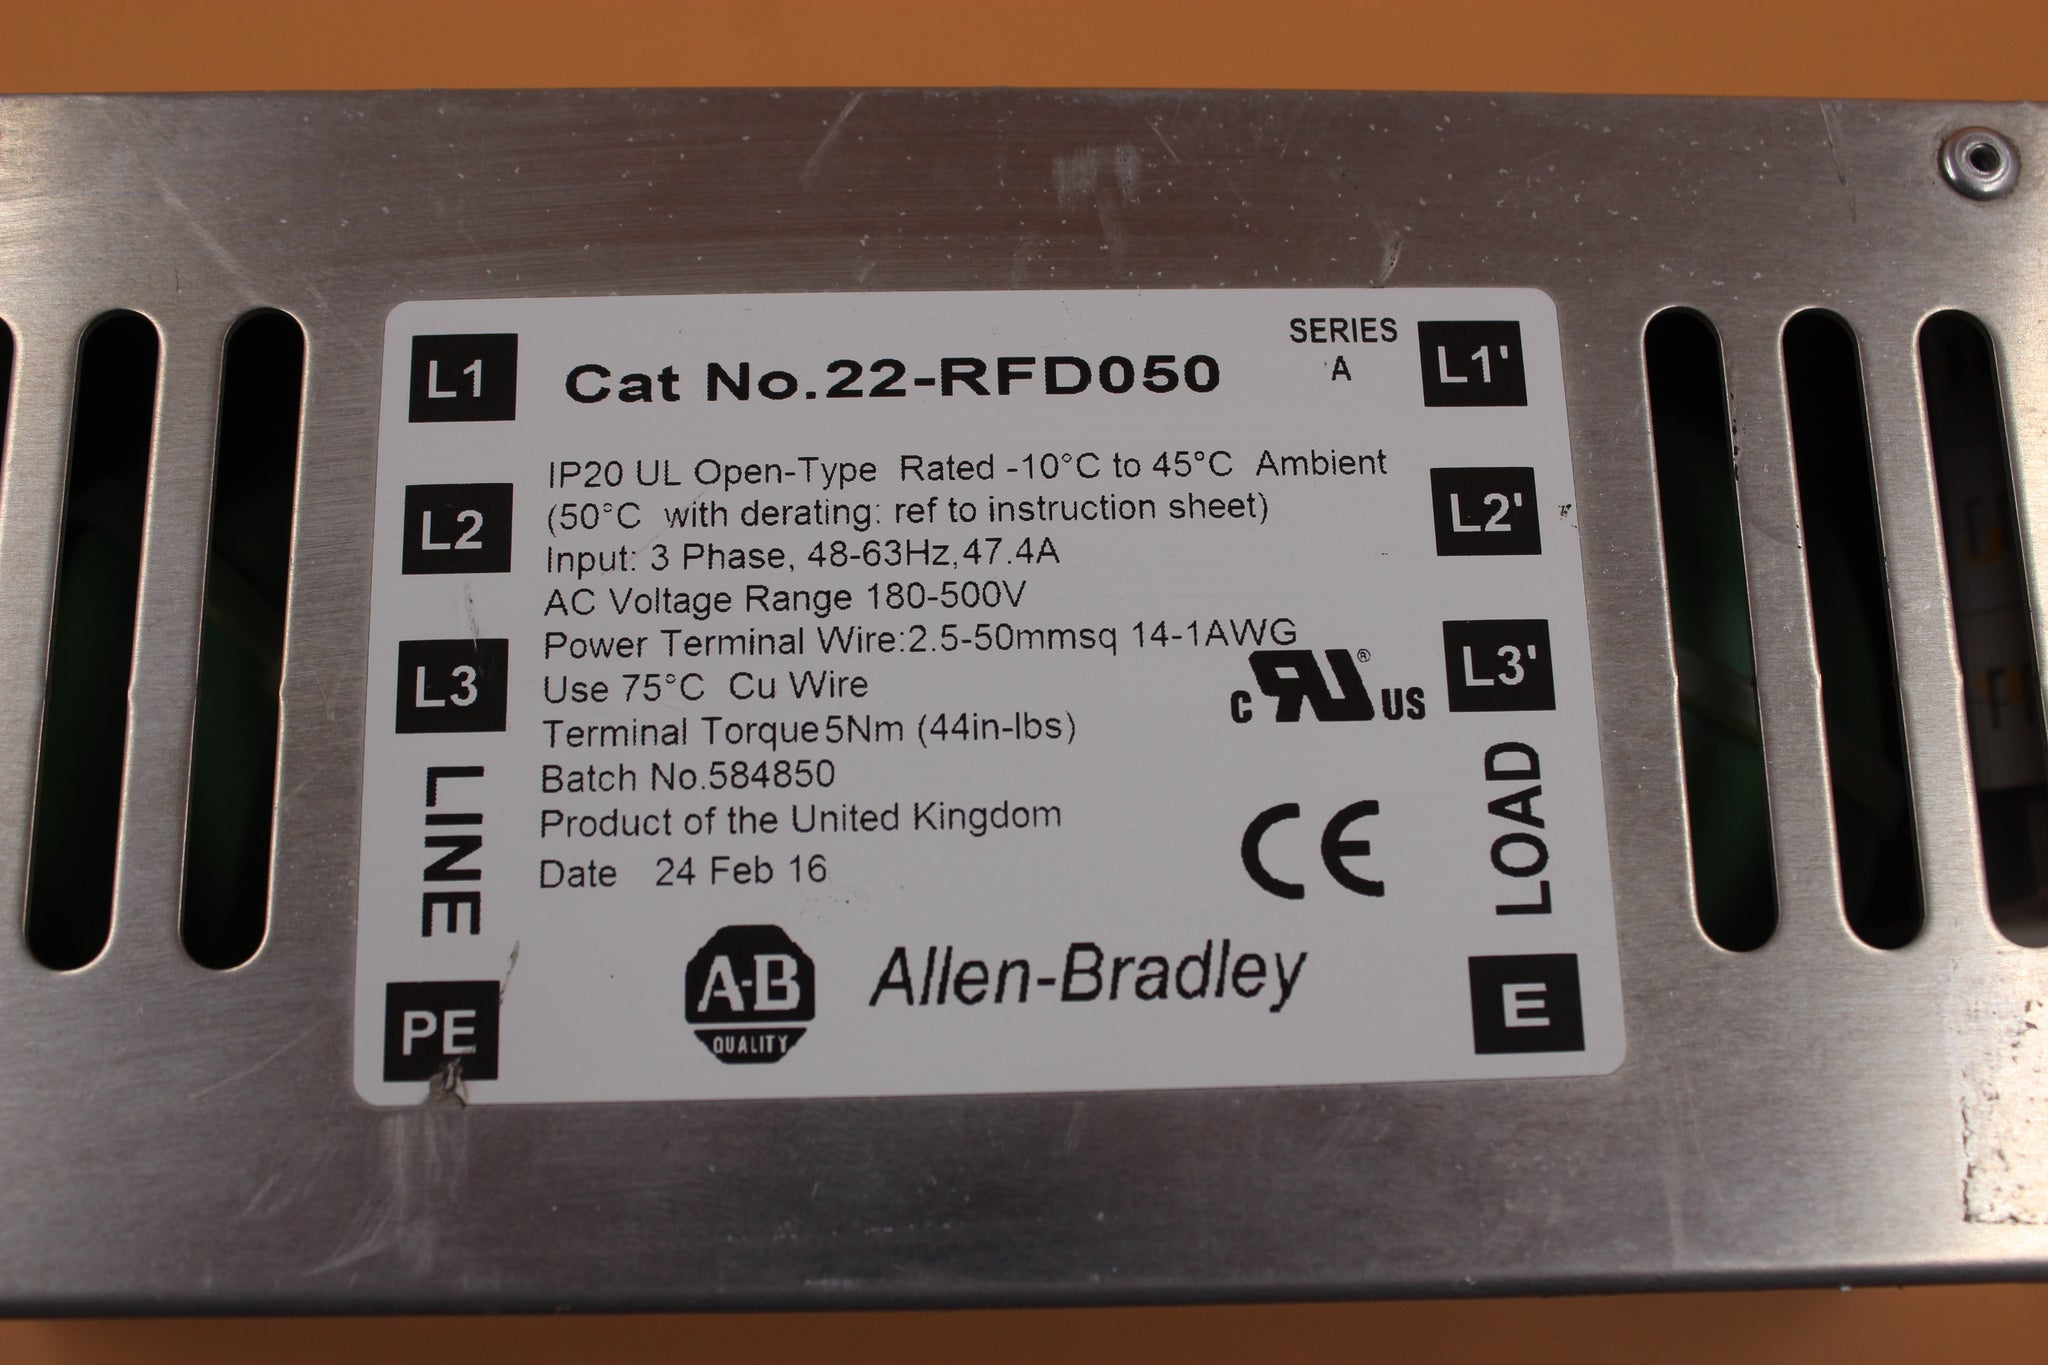 L1
Cat No.22-RFD050
SERIES
A
L1'
IP20 UL Open-Type Rated -10°C to 45°C Ambient
(50°C with derating: ref to instruction sheet)
L2
L2'
Input: 3 Phase, 48-63Hz,47.4A
AC Voltage Range 180-500V
Power Terminal Wire:2.5-50mmsq 14-1AWG
L3
Use 75°C Cu Wire
C RU® US
L3'
Terminal Torque5Nm (44in-lbs)
Batch No.584850
Product of the United Kingdom
Date 24 Feb 16
LINE
CE
LOAD
PE
A-B
QUALITY
Allen-Bradley
E